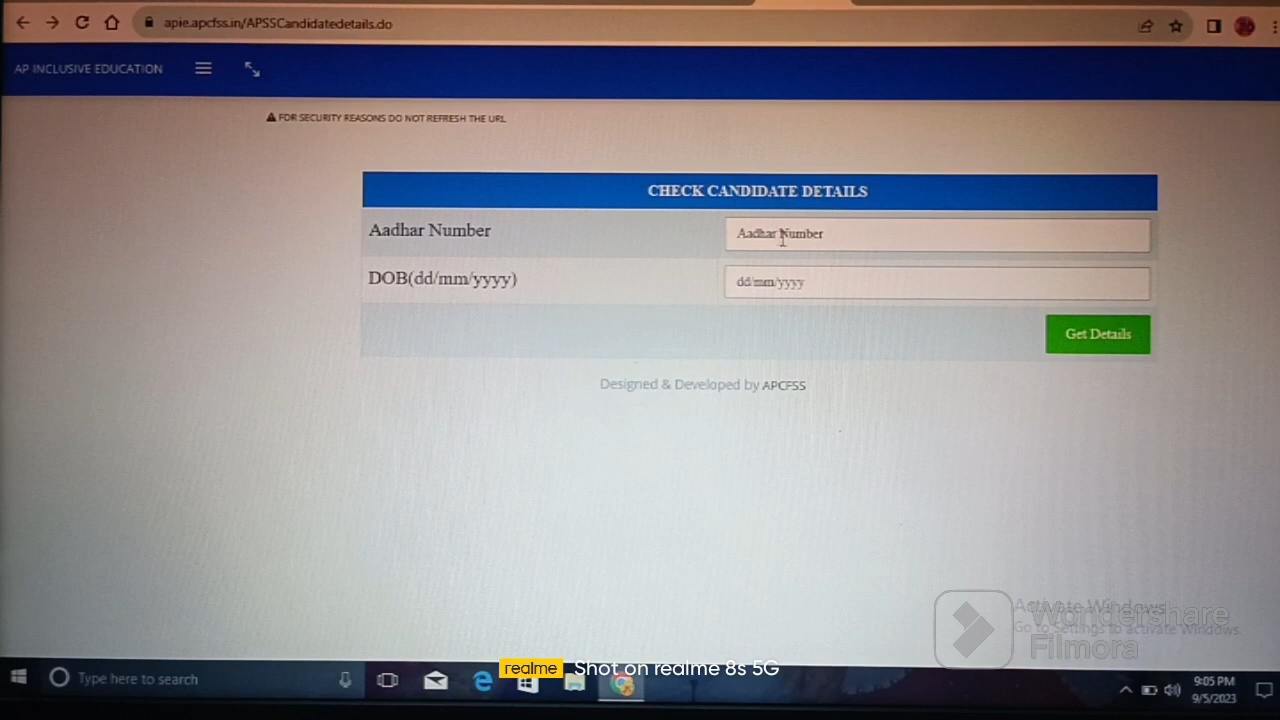 apie.apcfss.in/APSSCandidatedetails.do
AP INCLUSIVE EDUCATION
FOR SECURITY REASONS DO NOT REFRESH THE URL
CHECK CANDIDATE DETAILS
Aadhar Number
Aadhar Number
DOB(dd/mm/yyyy)
dd/mm/yyyy
Get Details
Designed & Developed by APCFSS
Activate Windows
Go to Settings to activate Windows.
Wondershare
Filmora
Type here to search
realme Shot on realme 8s 5G
9:05 PM
9/5/2023